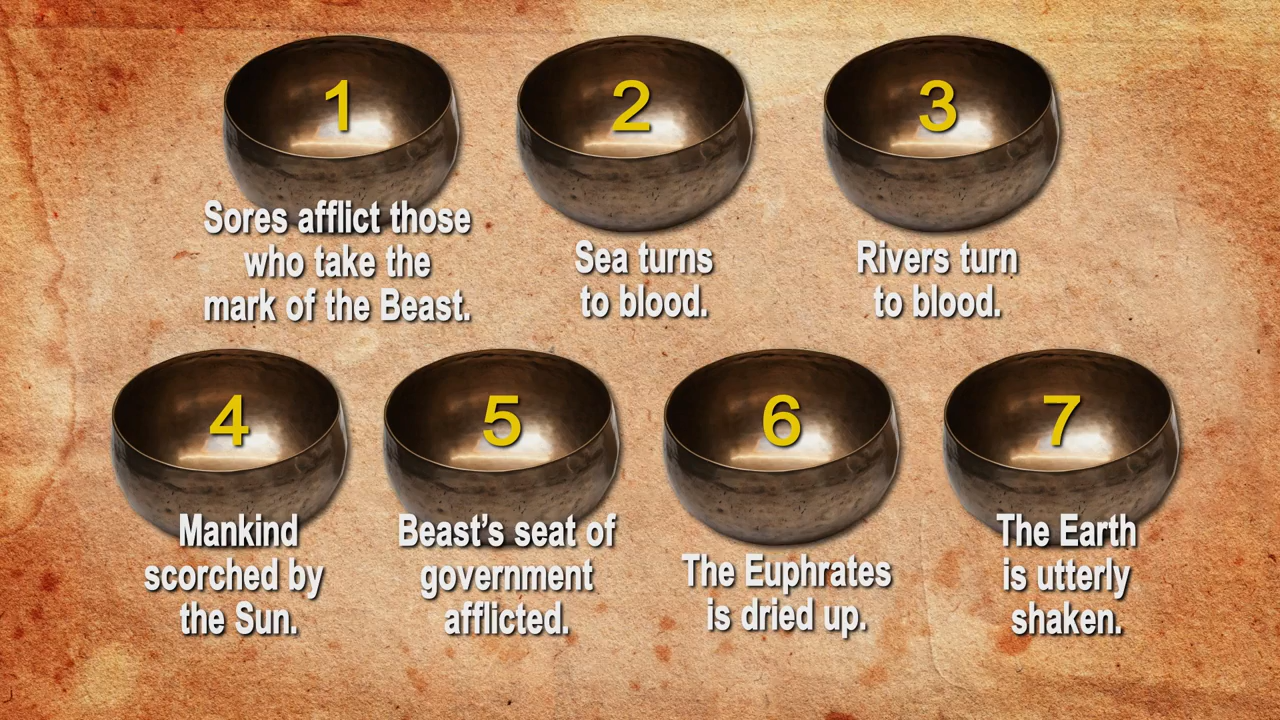 1
2
3
Sores afflict those
who take the
mark of the Beast.
Sea turns
to blood.
Rivers turn
to blood.
4
5
6
7
Mankind
scorched by
the Sun.
Beast’s seat of
government
afflicted.
The Euphrates
is dried up.
The Earth
is utterly
shaken.